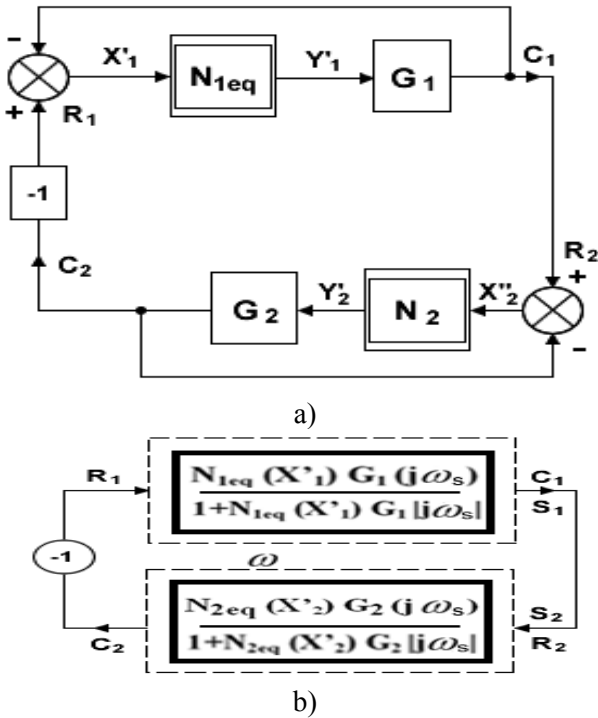 -
X'₁
N₁eq
Y'₁
G₁
C₁
+
R₁
-1
C₂
R₂
+
G₂
Y'₂
N₂
X"₂
-
a)
R₁
N₁eq (X'₁) G₁ (jωs)
1+N₁eq (X'₁) G₁ |jωs|
C₁
S₁
-1
ω
N₂eq (X'₂) G₂ (jωs)
1+N₂eq (X'₂) G₂ |jωs|
S₂
R₂
C₂
b)